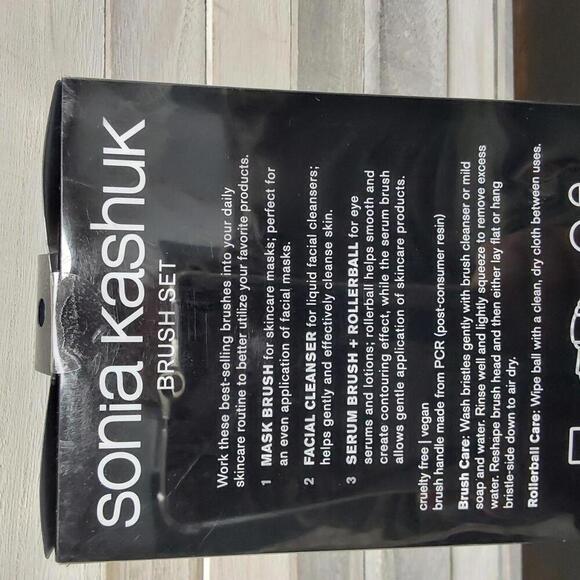 sonia kashuk
BRUSH SET
Work these best-selling brushes into your daily
skincare routine to better utilize your favorite products.
1 MASK BRUSH for skincare masks; perfect for
an even application of facial masks.
2 FACIAL CLEANSER for liquid facial cleansers;
helps gently and effectively cleanse skin.
3 SERUM BRUSH + ROLLERBALL for eye
serums and lotions; rollerball helps smooth and
create contouring effect, while the serum brush
allows gentle application of skincare products.
cruelty free | vegan
brush handle made from PCR (post-consumer resin)
Brush Care: Wash bristles gently with brush cleanser or mild
soap and water. Rinse well and lightly squeeze to remove excess
water. Reshape brush head and then either lay flat or hang
bristle-side down to air dry.
Rollerball Care: Wipe ball with a clean, dry cloth between uses.